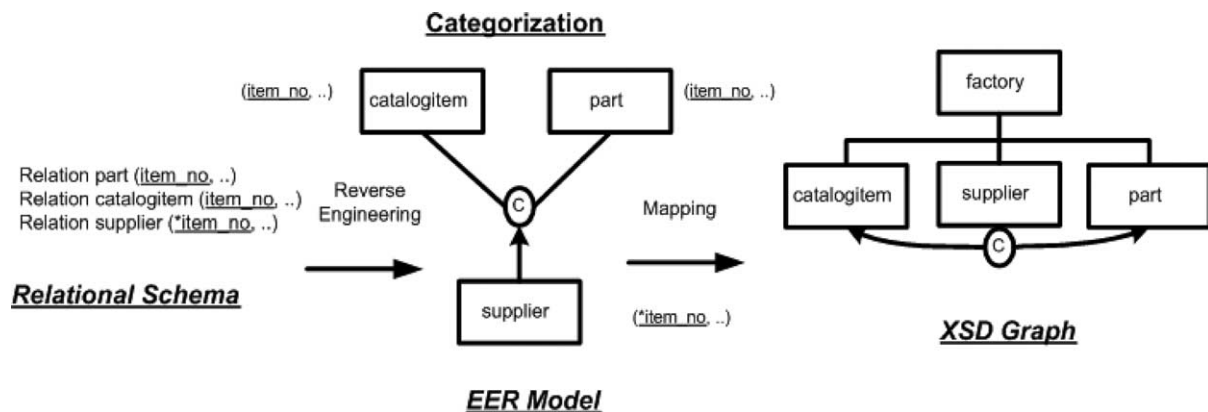 Categorization
(item_no, ..)
catalogitem
part
(item_no, ..)
factory
Relation part (item_no, ..)
Relation catalogitem (item_no, ..)
Relation supplier (*item_no, ..)
Reverse
Engineering
C
Mapping
catalogitem
supplier
part
C
Relational Schema
supplier
(*item_no, ..)
XSD Graph
EER Model